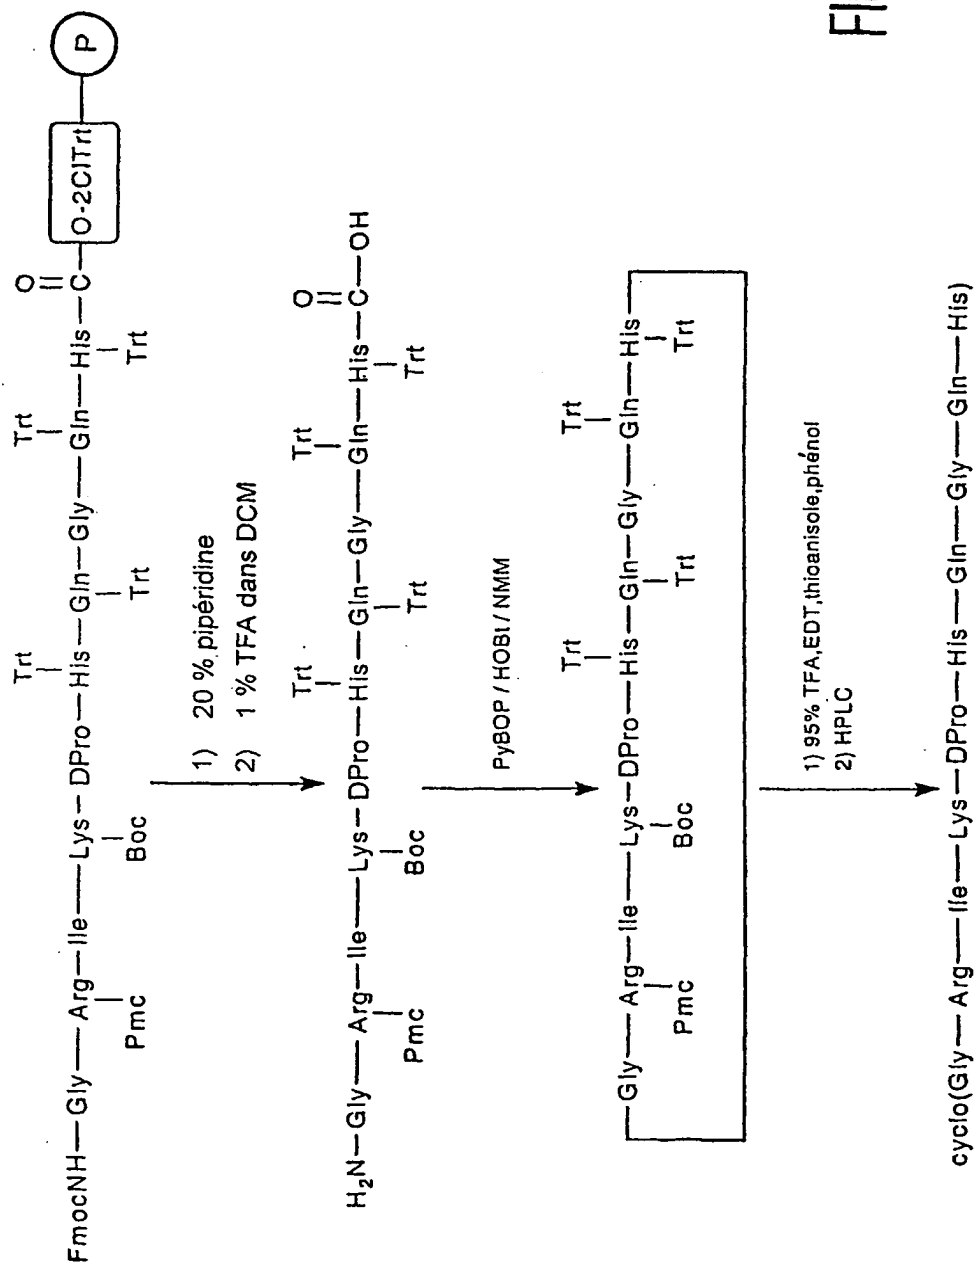 Trt Trt O
FmocNH—Gly—Arg—Ile—Lys—DPro—His—Gln—Gly—Gln—His—C—O-2ClTrt—P
Pmc Boc Trt Trt
1) 20 % pipéridine
2) 1 % TFA dans DCM
Trt Trt O
H₂N—Gly—Arg—Ile—Lys—DPro—His—Gln—Gly—Gln—His—C—OH
Pmc Boc Trt Trt
PyBOP / HOBt / NMM
Trt Trt
Gly—Arg—Ile—Lys—DPro—His—Gln—Gly—Gln—His
Pmc Boc Trt Trt
1) 95% TFA,EDT,thioanisole,phénol
2) HPLC
cyclo(Gly—Arg—Ile—Lys—DPro—His—Gln—Gly—Gln—His)